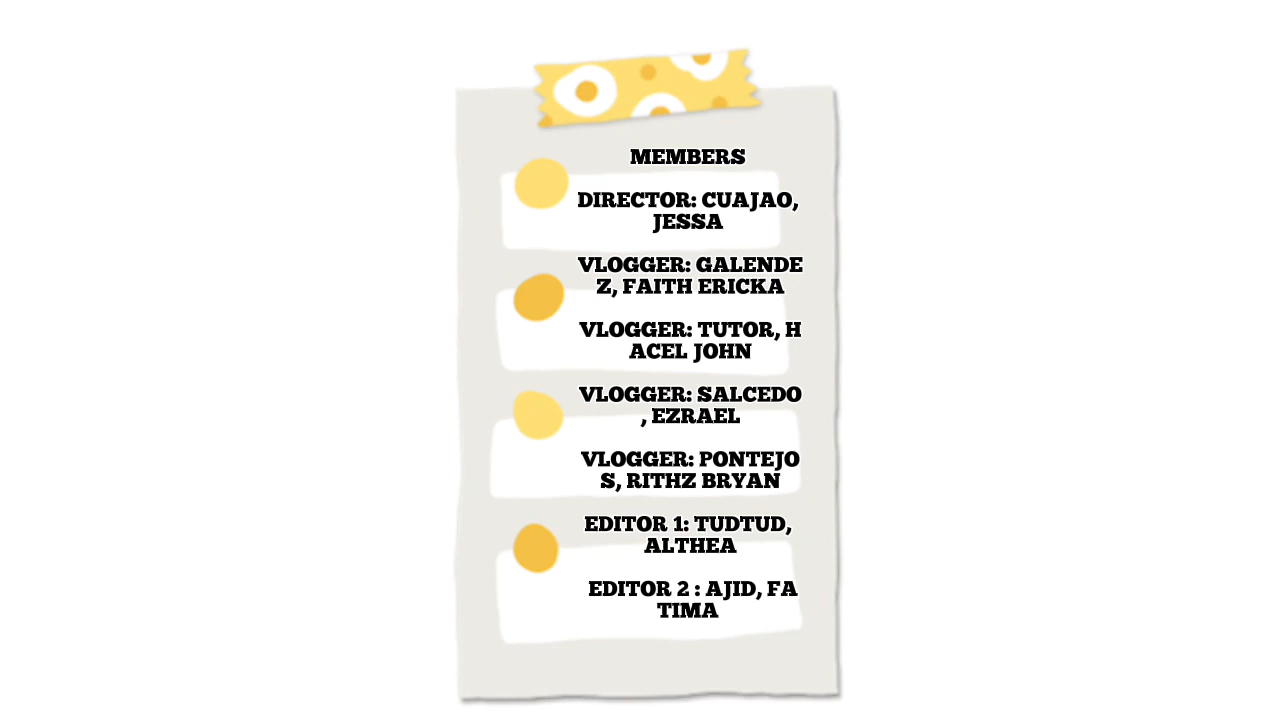 MEMBERS
DIRECTOR: CUAJAO,
JESSA
VLOGGER: GALENDE
Z, FAITH ERICKA
VLOGGER: TUTOR, H
ACEL JOHN
VLOGGER: SALCEDO
, EZRAEL
VLOGGER: PONTEJO
S, RITHZ BRYAN
EDITOR 1: TUDTUD,
ALTHEA
EDITOR 2 : AJID, FA
TIMA